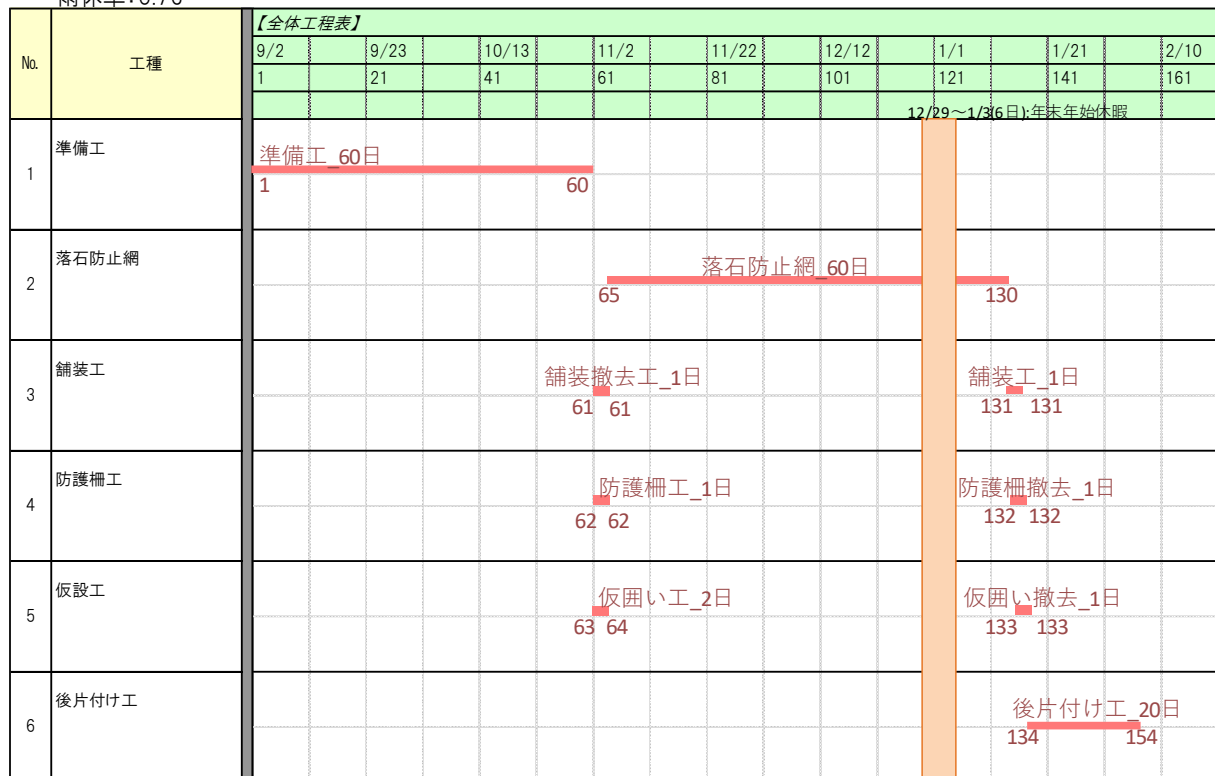 雨休率:0.70
【全体工程表】
No. 工種
9/2 9/23 10/13 11/2 11/22 12/12 1/1 1/21 2/10
1 21 41 61 81 101 121 141 161
12/29～1/3(6日):年末年始休暇
1 準備工
準備工_60日
1 60
2 落石防止網
落石防止網_60日
65 130
3 舗装工
舗装撤去工_1日 舗装工_1日
61 61 131 131
4 防護柵工
防護柵工_1日 防護柵撤去_1日
62 62 132 132
5 仮設工
仮囲い工_2日 仮囲い撤去_1日
63 64 133 133
6 後片付け工
後片付け工_20日
134 154